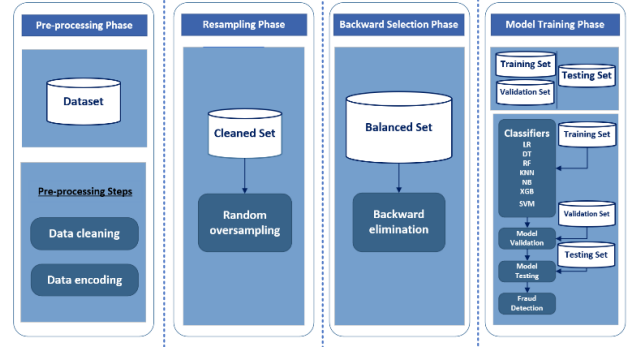 Pre-processing Phase
Dataset
Pre-processing Steps
Data cleaning
Data encoding
Resampling Phase
Cleaned Set
Random
oversampling
Backward Selection Phase
Balanced Set
Backward
elimination
Model Training Phase
Training Set
Validation Set
Testing Set
Classifiers
LR
DT
RF
KNN
NB
XGB
SVM
Training Set
Validation Set
Model
Validation
Testing Set
Model
Testing
Fraud
Detection